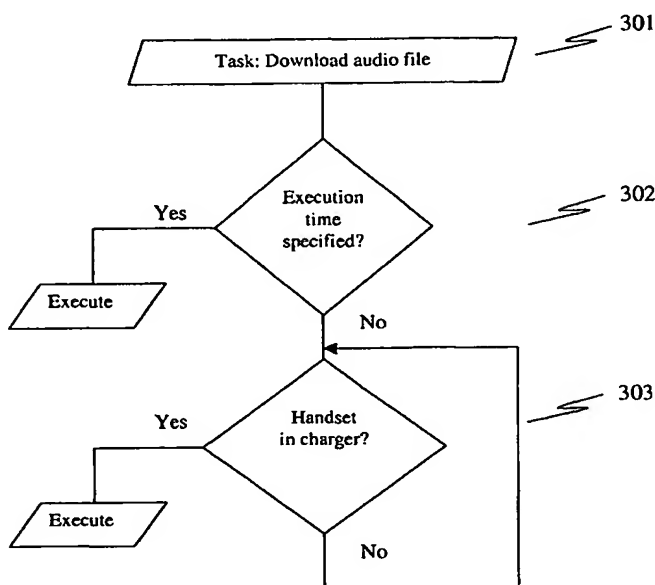 301
Task: Download audio file
302
Execution
time
specified?
Yes
Execute
No
303
Handset
in charger?
Yes
Execute
No